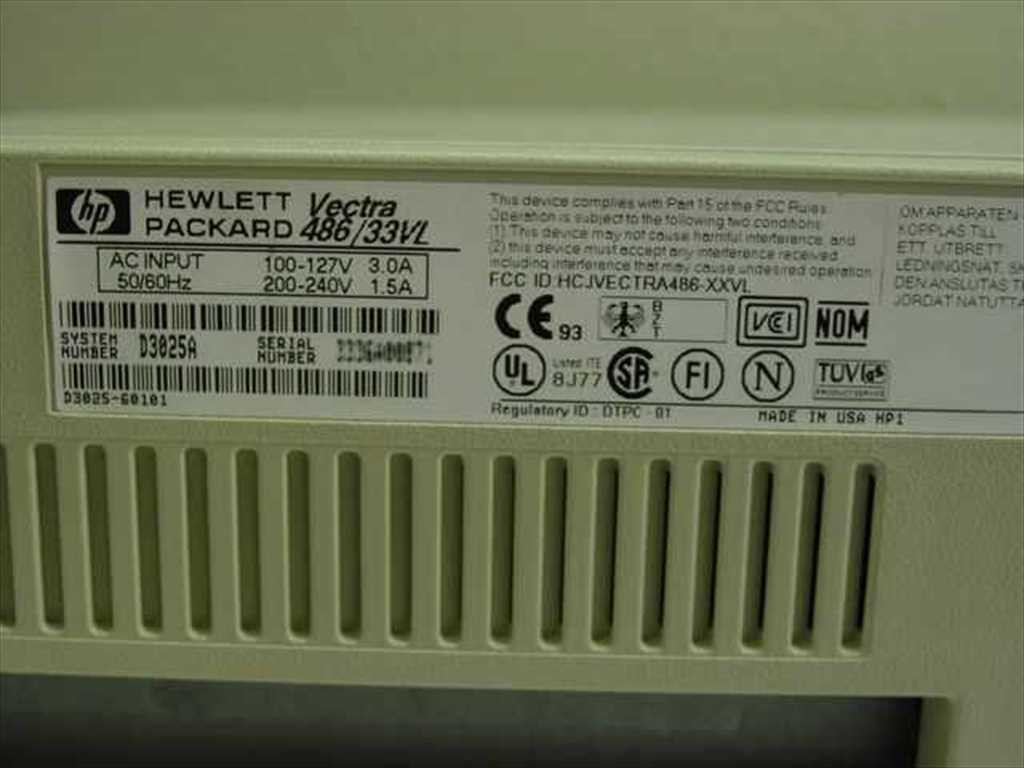 hp HEWLETT PACKARD Vectra 486/33VL
AC INPUT 100-127V 3.0A
50/60Hz 200-240V 1.5A
SYSTEM NUMBER D3025A SERIAL NUMBER
D3025-60101
This device complies with Part 15 of the FCC Rules
Operation is subject to the following two conditions
(1) This device may not cause harmful interference, and
(2) this device must accept any interference received
including interference that may cause undesired operation
FCC ID HCJVECTRA486-XXVL
CE 93 BZT VCCI NOM
UL Listed ITE 8J77 SA FI N TUV GS
PRODUCT SERVICE
Regulatory ID : DTPC - 01 MADE IN USA HPI
OM APPARATEN
KOPPLAS TILL
ETT UTBRETT
LEDNINGSNAT, S
DEN ANSLUTAS T
JORDAT NATUTTA